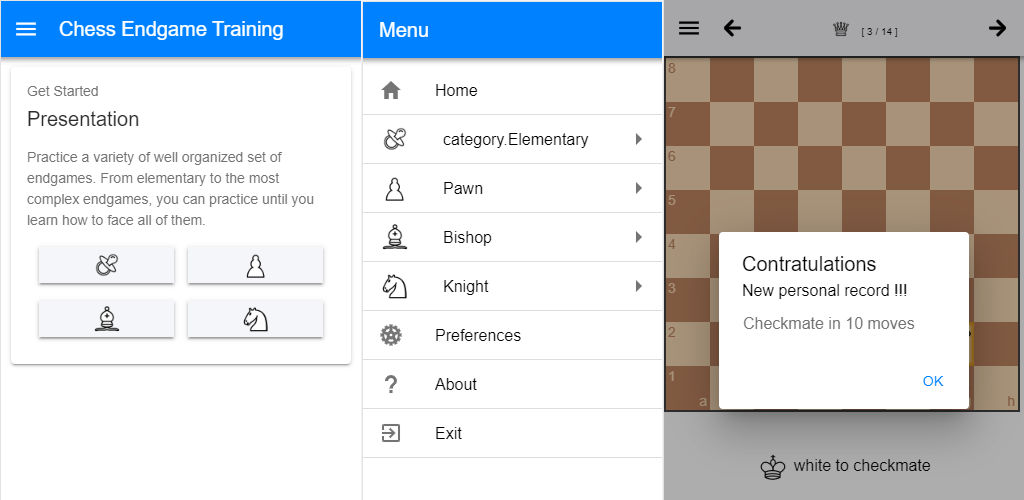 Chess Endgame Training
Get Started
Presentation
Practice a variety of well organized set of
endgames. From elementary to the most
complex endgames, you can practice until you
learn how to face all of them.
Menu
Home
category.Elementary
Pawn
Bishop
Knight
Preferences
? About
Exit
[ 3 / 14 ]
8
7
6
5
4
3
2
1
a
h
Contratulations
New personal record !!!
Checkmate in 10 moves
OK
white to checkmate